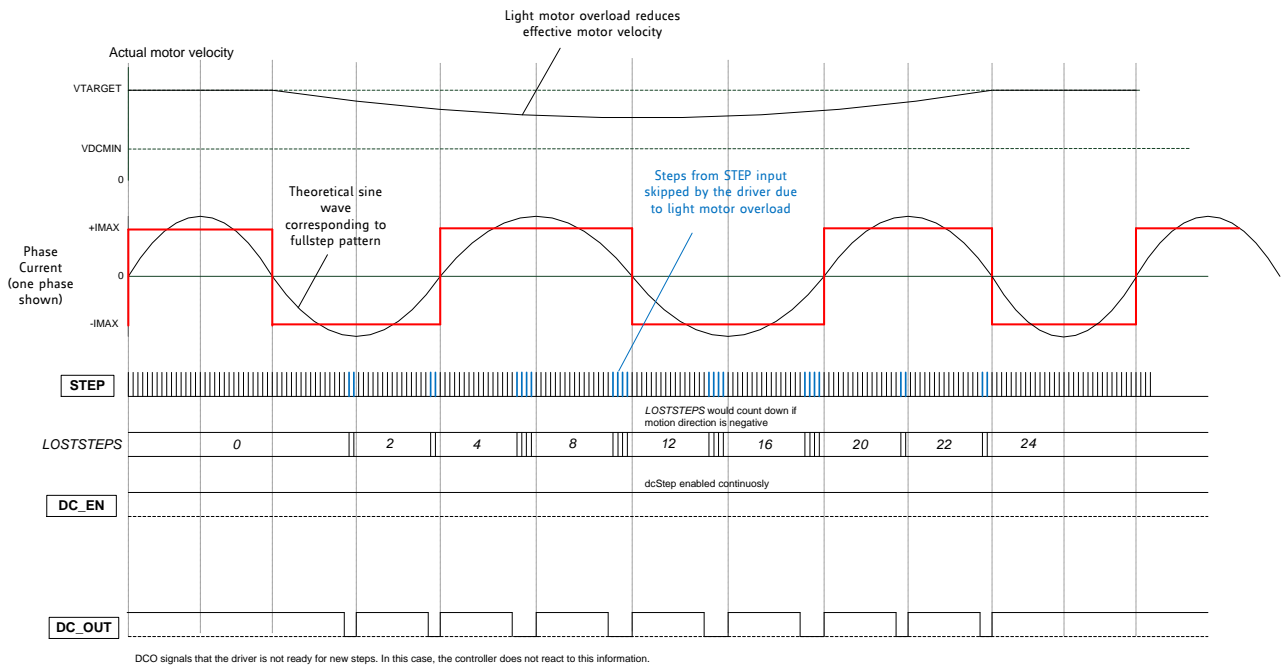 Light motor overload reduces
effective motor velocity
Actual motor velocity
VTARGET
VDCMIN
0
Steps from STEP input
skipped by the driver due
to light motor overload
Theoretical sine
wave
corresponding to
fullstep pattern
+IMAX
Phase
Current
(one phase
shown)
0
-IMAX
STEP
LOSTSTEPS would count down if
motion direction is negative
LOSTSTEPS 0 2 4 8 12 16 20 22 24
dcStep enabled continuosly
DC_EN
DC_OUT
DCO signals that the driver is not ready for new steps. In this case, the controller does not react to this information.